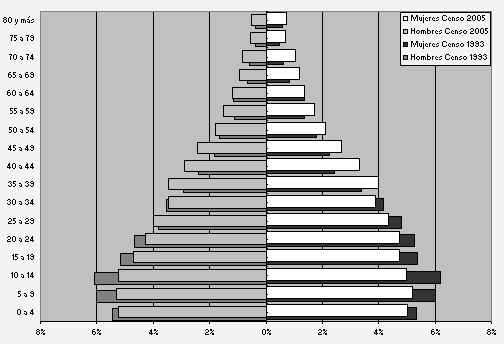 Mujeres Censo 2005
Hombres Censo 2005
Mujeres Censo 1993
Hombres Censo 1993
80 y más
75 a 79
70 a 74
65 a 69
60 a 64
55 a 59
50 a 54
45 a 49
40 a 44
35 a 39
30 a 34
25 a 29
20 a 24
15 a 19
10 a 14
5 a 9
0 a 4
8% 6% 4% 2% 0% 2% 4% 6% 8%